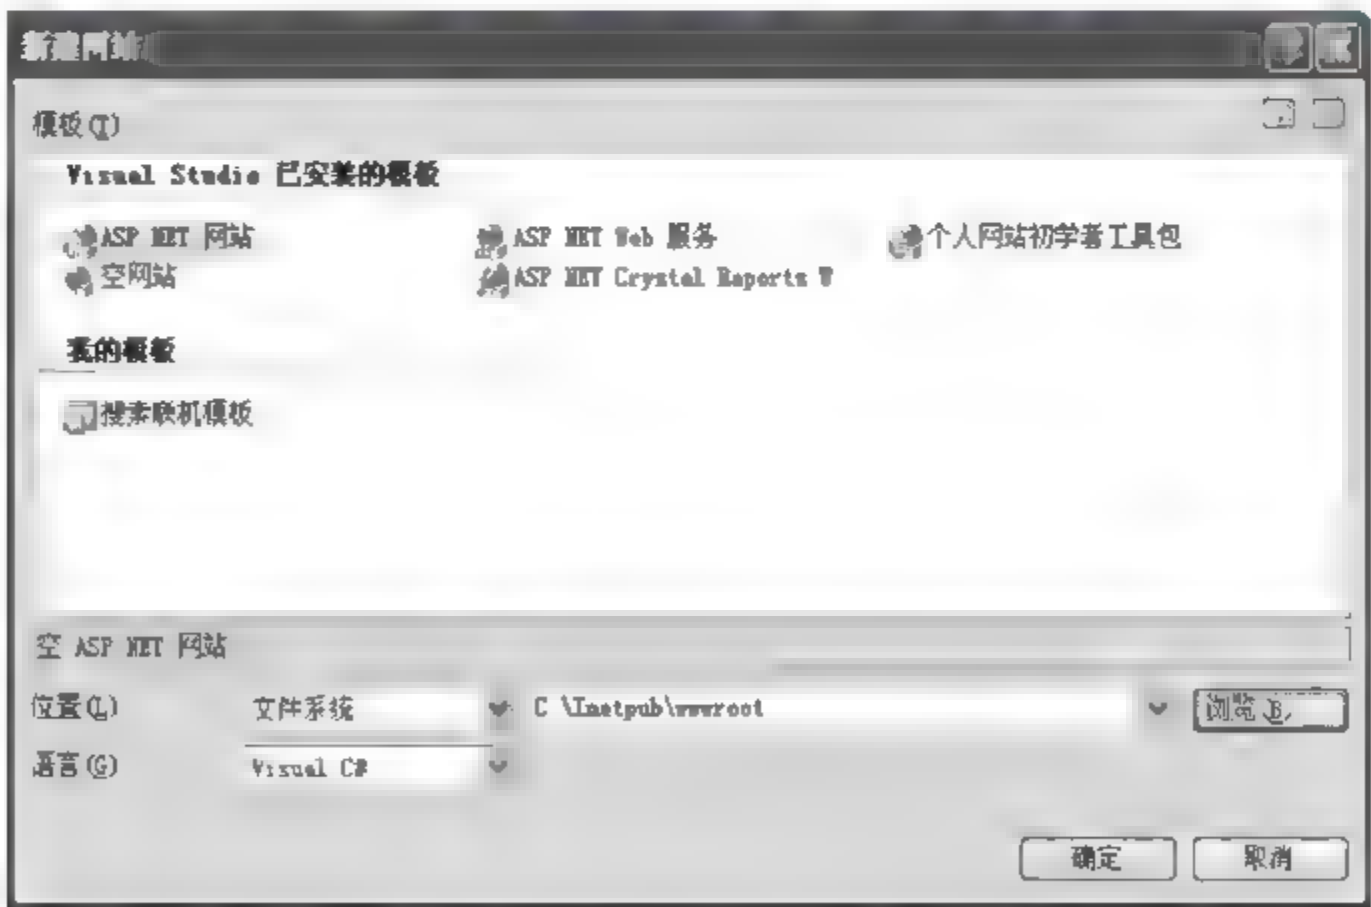 新建网站
模板(T)
Visual Studio 已安装的模板
ASP NET 网站
ASP NET Web 服务
个人网站初学者工具包
空网站
ASP NET Crystal Reports W
我的模板
搜索联机模板
空 ASP NET 网站
位置(L)
文件系统
C \Inetpub\wwwroot
浏览 B
语言(G)
Visual C#
确定
取消